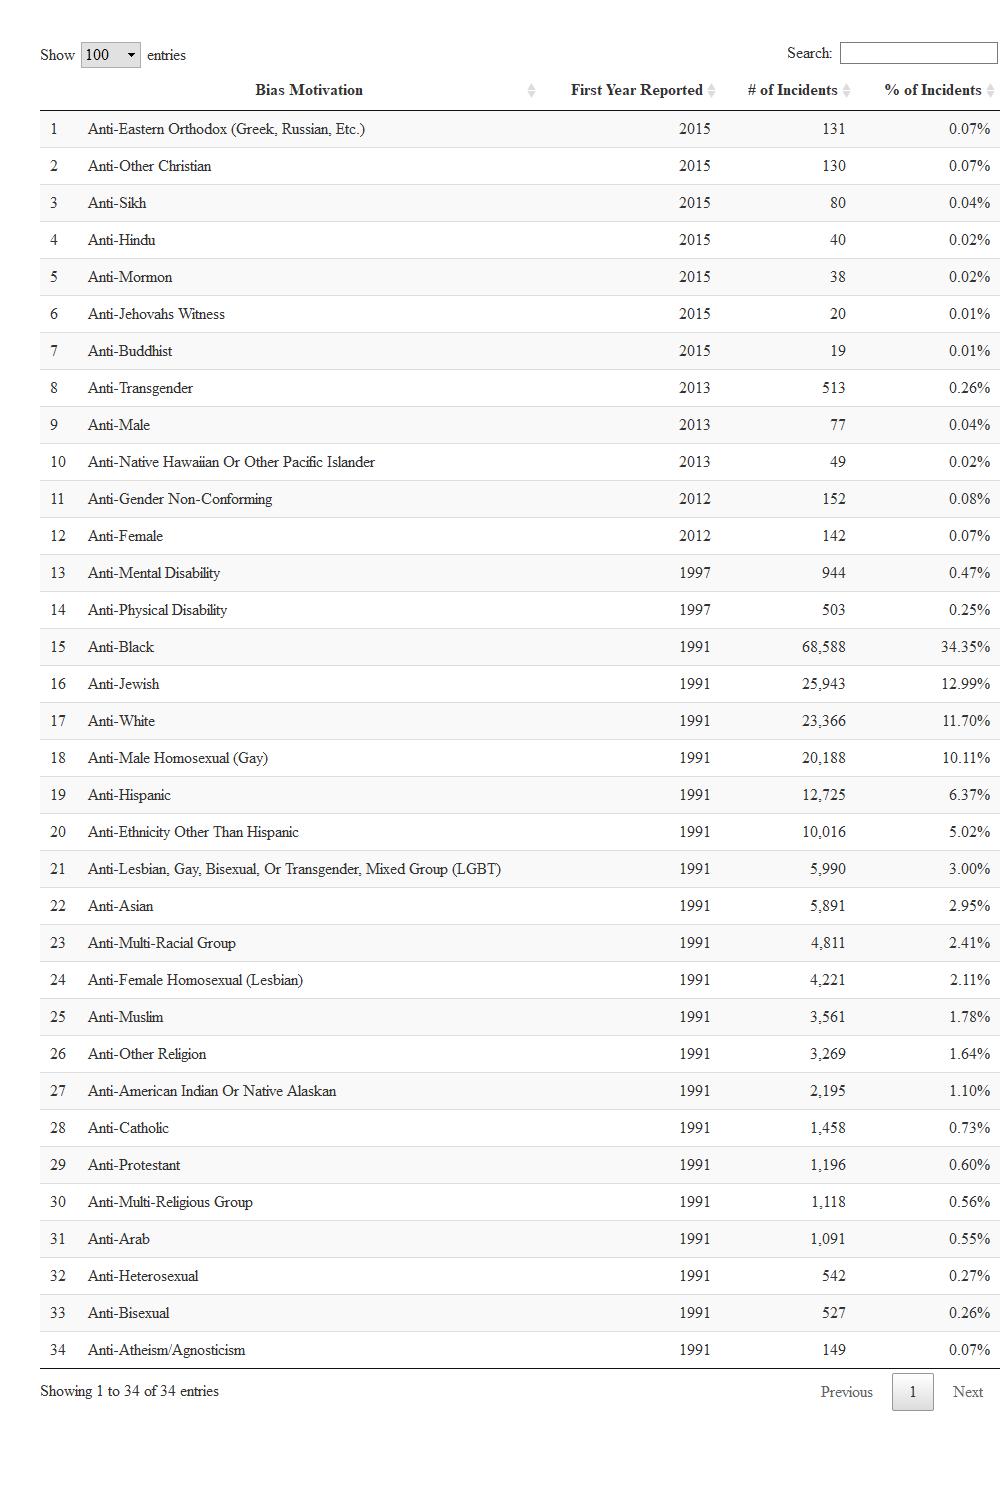 Show 100 entries Search:
Bias Motivation First Year Reported # of Incidents % of Incidents
1 Anti-Eastern Orthodox (Greek, Russian, Etc.) 2015 131 0.07%
2 Anti-Other Christian 2015 130 0.07%
3 Anti-Sikh 2015 80 0.04%
4 Anti-Hindu 2015 40 0.02%
5 Anti-Mormon 2015 38 0.02%
6 Anti-Jehovahs Witness 2015 20 0.01%
7 Anti-Buddhist 2015 19 0.01%
8 Anti-Transgender 2013 513 0.26%
9 Anti-Male 2013 77 0.04%
10 Anti-Native Hawaiian Or Other Pacific Islander 2013 49 0.02%
11 Anti-Gender Non-Conforming 2012 152 0.08%
12 Anti-Female 2012 142 0.07%
13 Anti-Mental Disability 1997 944 0.47%
14 Anti-Physical Disability 1997 503 0.25%
15 Anti-Black 1991 68,588 34.35%
16 Anti-Jewish 1991 25,943 12.99%
17 Anti-White 1991 23,366 11.70%
18 Anti-Male Homosexual (Gay) 1991 20,188 10.11%
19 Anti-Hispanic 1991 12,725 6.37%
20 Anti-Ethnicity Other Than Hispanic 1991 10,016 5.02%
21 Anti-Lesbian, Gay, Bisexual, Or Transgender, Mixed Group (LGBT) 1991 5,990 3.00%
22 Anti-Asian 1991 5,891 2.95%
23 Anti-Multi-Racial Group 1991 4,811 2.41%
24 Anti-Female Homosexual (Lesbian) 1991 4,221 2.11%
25 Anti-Muslim 1991 3,561 1.78%
26 Anti-Other Religion 1991 3,269 1.64%
27 Anti-American Indian Or Native Alaskan 1991 2,195 1.10%
28 Anti-Catholic 1991 1,458 0.73%
29 Anti-Protestant 1991 1,196 0.60%
30 Anti-Multi-Religious Group 1991 1,118 0.56%
31 Anti-Arab 1991 1,091 0.55%
32 Anti-Heterosexual 1991 542 0.27%
33 Anti-Bisexual 1991 527 0.26%
34 Anti-Atheism/Agnosticism 1991 149 0.07%
Showing 1 to 34 of 34 entries Previous 1 Next